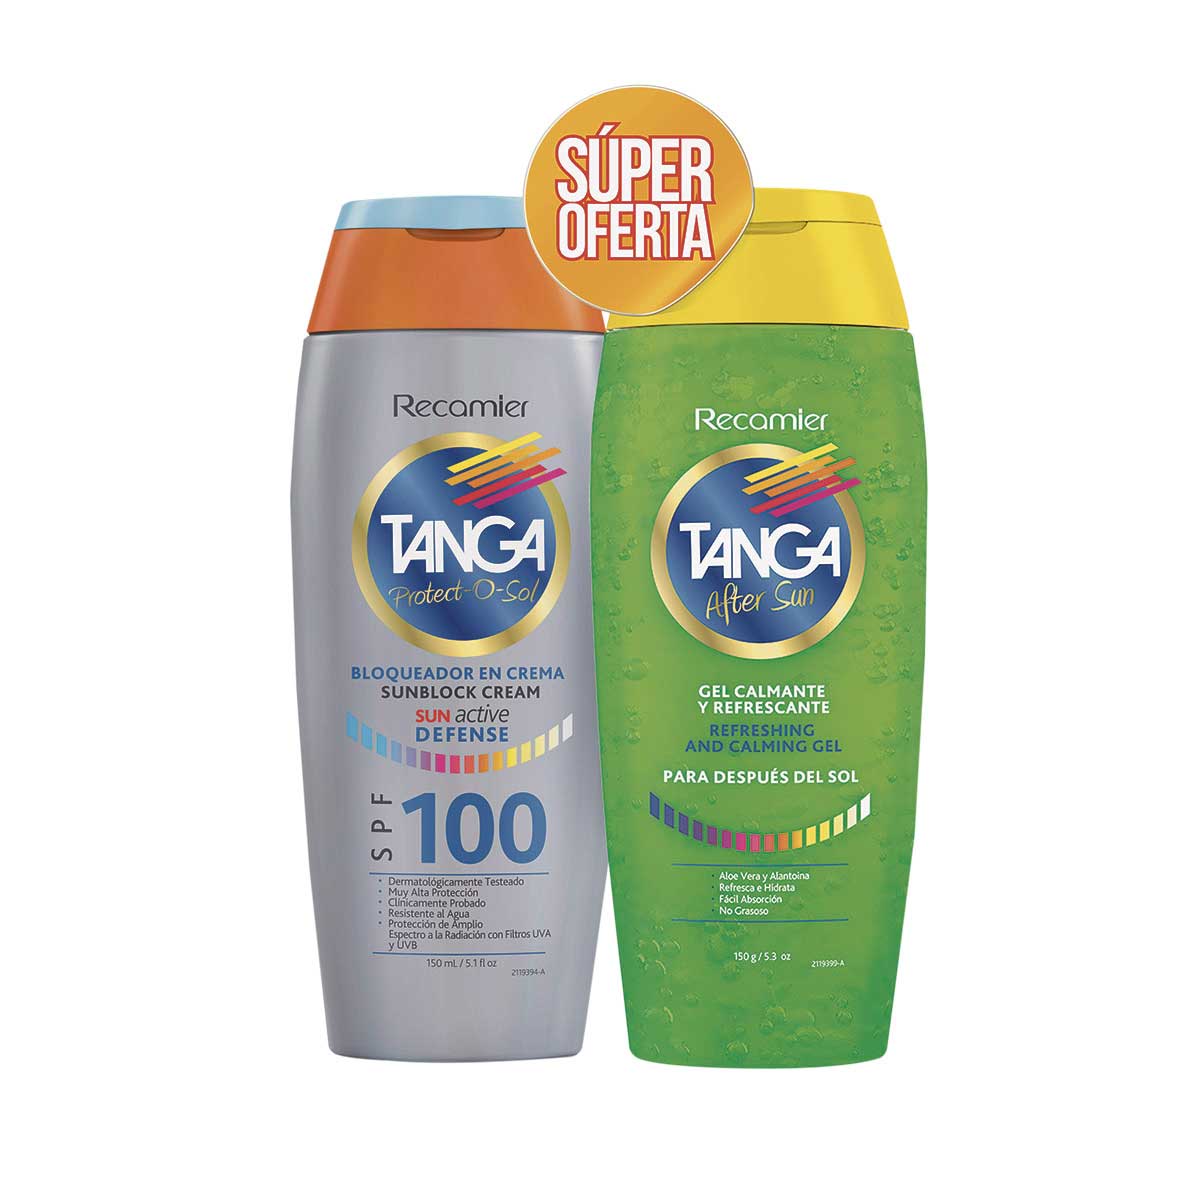 SÚPER
OFERTA
Recamier
TANGA
Protect-O-Sol
BLOQUEADOR EN CREMA
SUNBLOCK CREAM
SUN active
DEFENSE
SPF 100
• Dermatológicamente Testeado
• Muy Alta Protección
• Clínicamente Probado
• Resistente al Agua
• Protección de Amplio
Espectro a la Radiación con Filtros UVA
y UVB
150 mL / 5.1 fl oz
2119394-A
Recamier
TANGA
After Sun
GEL CALMANTE
Y REFRESCANTE
REFRESHING
AND CALMING GEL
PARA DESPUÉS DEL SOL
• Aloe Vera y Alantoina
• Refresca e Hidrata
• Fácil Absorción
• No Grasoso
150 g / 5.3 oz
2119399-A